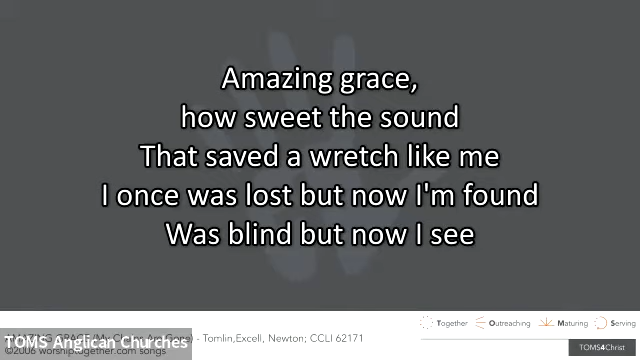 Amazing grace,
how sweet the sound
That saved a wretch like me
I once was lost but now I'm found
Was blind but now I see
Together Outreaching Maturing Serving
TOMS Anglican Churches
- Tomlin,Excell, Newton; CCLI 62171
©2006 worshiptogether.com songs
TOMS4Christ